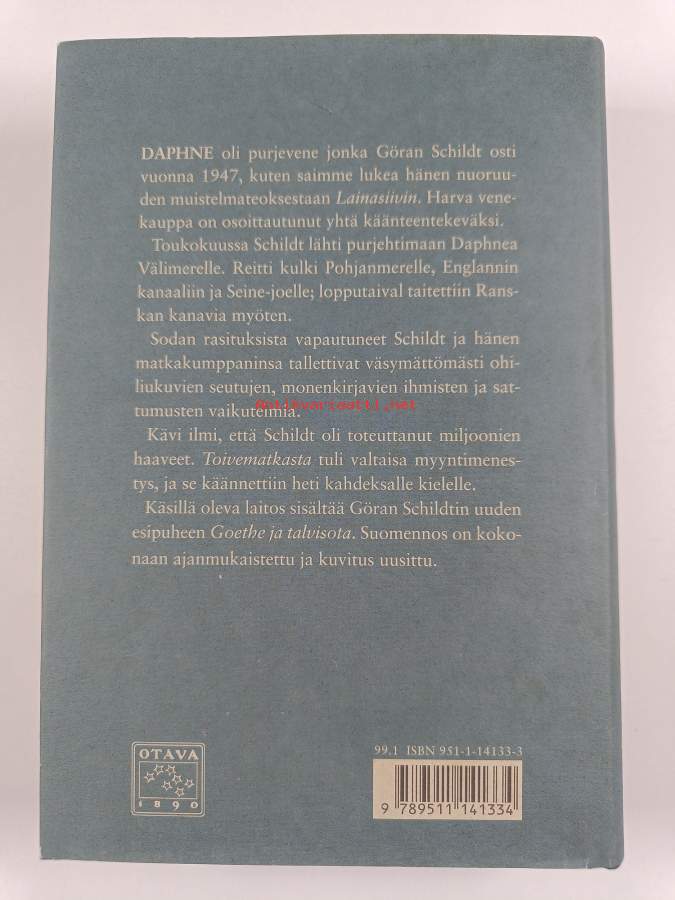 DAPHNE oli purjevene jonka Göran Schildt osti
vuonna 1947, kuten saimme lukea hänen nuoruu-
den muistelmateoksestaan Lainasiivin. Harva vene-
kauppa on osoittautunut yhtä käänteentekeväksi.
Toukokuussa Schildt lähti purjehtimaan Daphnea
Välimerelle. Reitti kulki Pohjanmerelle, Englannin
kanaaliin ja Seine-joelle; lopputaival taitettiin Rans-
kan kanavia myöten.
Sodan rasituksista vapautuneet Schildt ja hänen
matkakumppaninsa tallettivat väsymättömästi ohi-
liukuvien seutujen, monenkirjavien ihmisten ja sat-
tumusten vaikutelmia.
Antikvariaatti.net
Kävi ilmi, että Schildt oli toteuttanut miljoonien
haaveet. Toivematkasta tuli valtaisa myyntimenes-
tys, ja se käännettiin heti kahdeksalle kielelle.
Käsillä oleva laitos sisältää Göran Schildtin uuden
esipuheen Goethe ja talvisota. Suomennos on koko-
naan ajanmukaistettu ja kuvitus uusittu.
99.1 ISBN 951-1-14133-3
OTAVA
1890
9 789511 141334